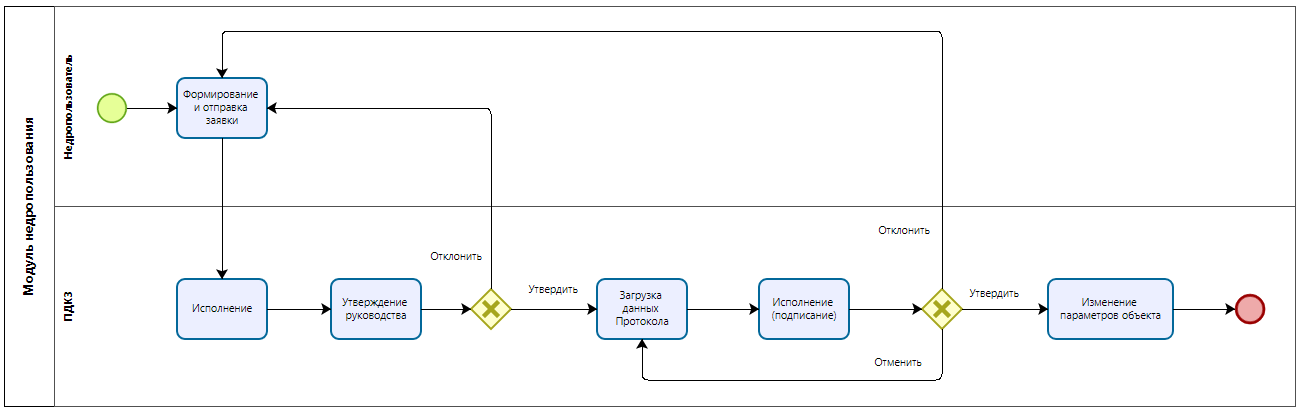 Модуль недропользования
Недропользователь
Формирование
и отправка
заявки
ПДКЗ
Исполнение
Утверждение
руководства
Отклонить
Утвердить
Загрузка
данных
Протокола
Исполнение
(подписание)
Отклонить
Утвердить
Отменить
Изменение
параметров объекта